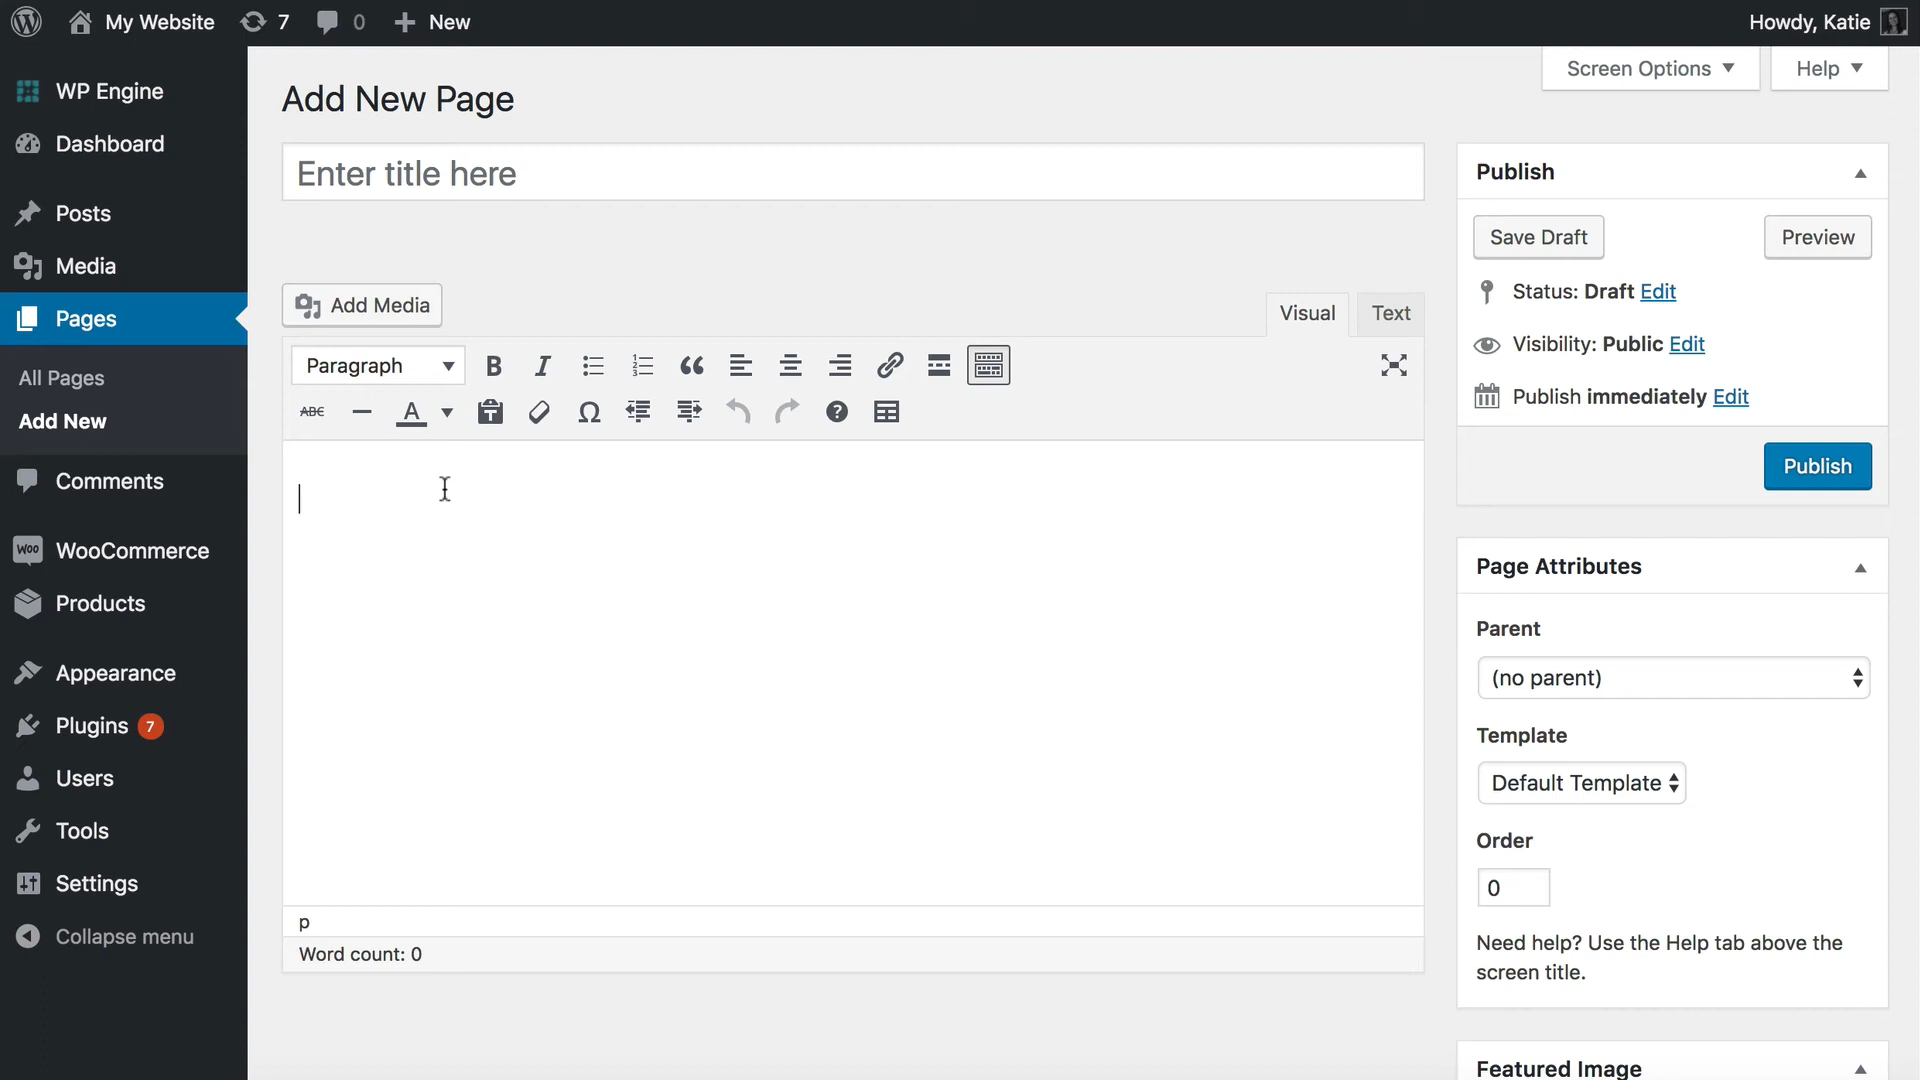 My Website 7 0 New Howdy, Katie
WP Engine
Dashboard
Posts
Media
Pages
All Pages
Add New
Comments
WOO WooCommerce
Products
Appearance
Plugins 7
Users
Tools
Settings
Collapse menu
Screen Options Help
Add New Page
Enter title here
Add Media
Visual Text
Paragraph B I
ABC A
p
Word count: 0
Publish
Save Draft Preview
Status: Draft Edit
Visibility: Public Edit
Publish immediately Edit
Publish
Page Attributes
Parent
(no parent)
Template
Default Template
Order
0
Need help? Use the Help tab above the
screen title.
Featured Image